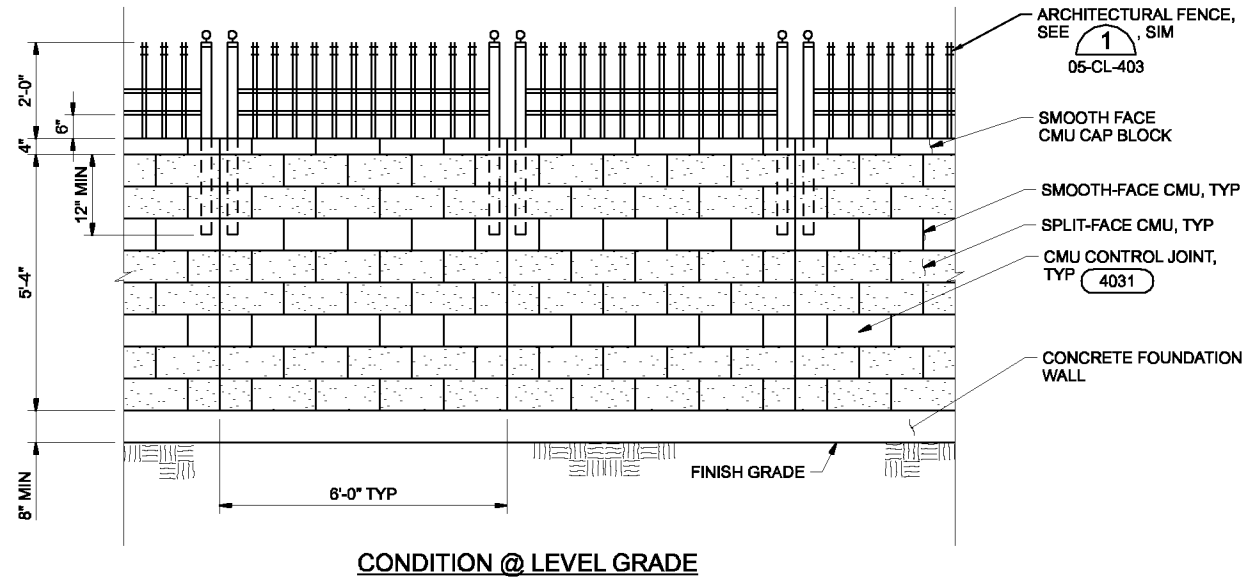 ARCHITECTURAL FENCE,
SEE 1 , SIM
05-CL-403
SMOOTH FACE
CMU CAP BLOCK
SMOOTH-FACE CMU, TYP
SPLIT-FACE CMU, TYP
CMU CONTROL JOINT,
TYP 4031
CONCRETE FOUNDATION
WALL
2'-0"
6"
4"
12" MIN
5'-4"
8" MIN
FINISH GRADE
6'-0" TYP
CONDITION @ LEVEL GRADE